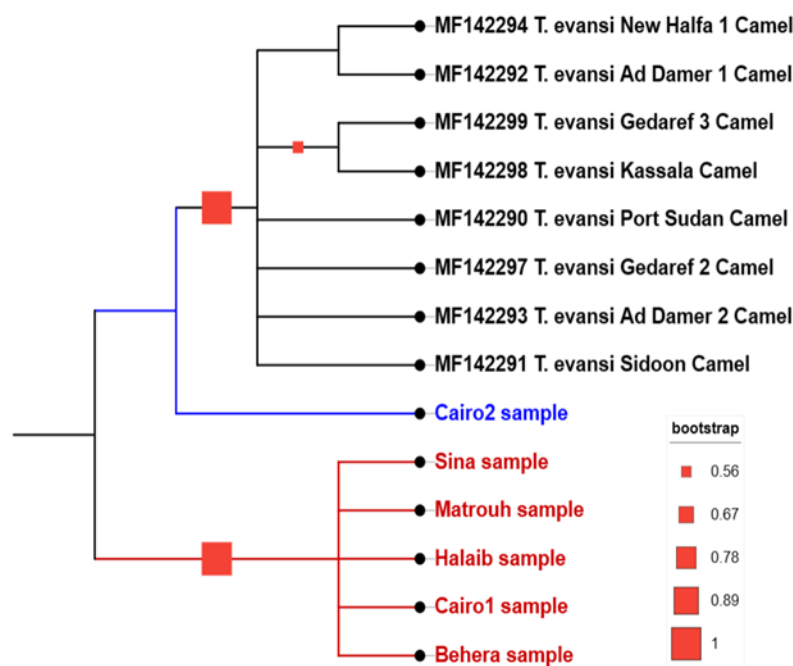 MF142294 T. evansi New Halfa 1 Camel
MF142292 T. evansi Ad Damer 1 Camel
MF142299 T. evansi Gedaref 3 Camel
MF142298 T. evansi Kassala Camel
MF142290 T. evansi Port Sudan Camel
MF142297 T. evansi Gedaref 2 Camel
MF142293 T. evansi Ad Damer 2 Camel
MF142291 T. evansi Sidoon Camel
Cairo2 sample
Sina sample
Matrouh sample
Halaib sample
Cairo1 sample
Behera sample
bootstrap
0.56
0.67
0.78
0.89
1